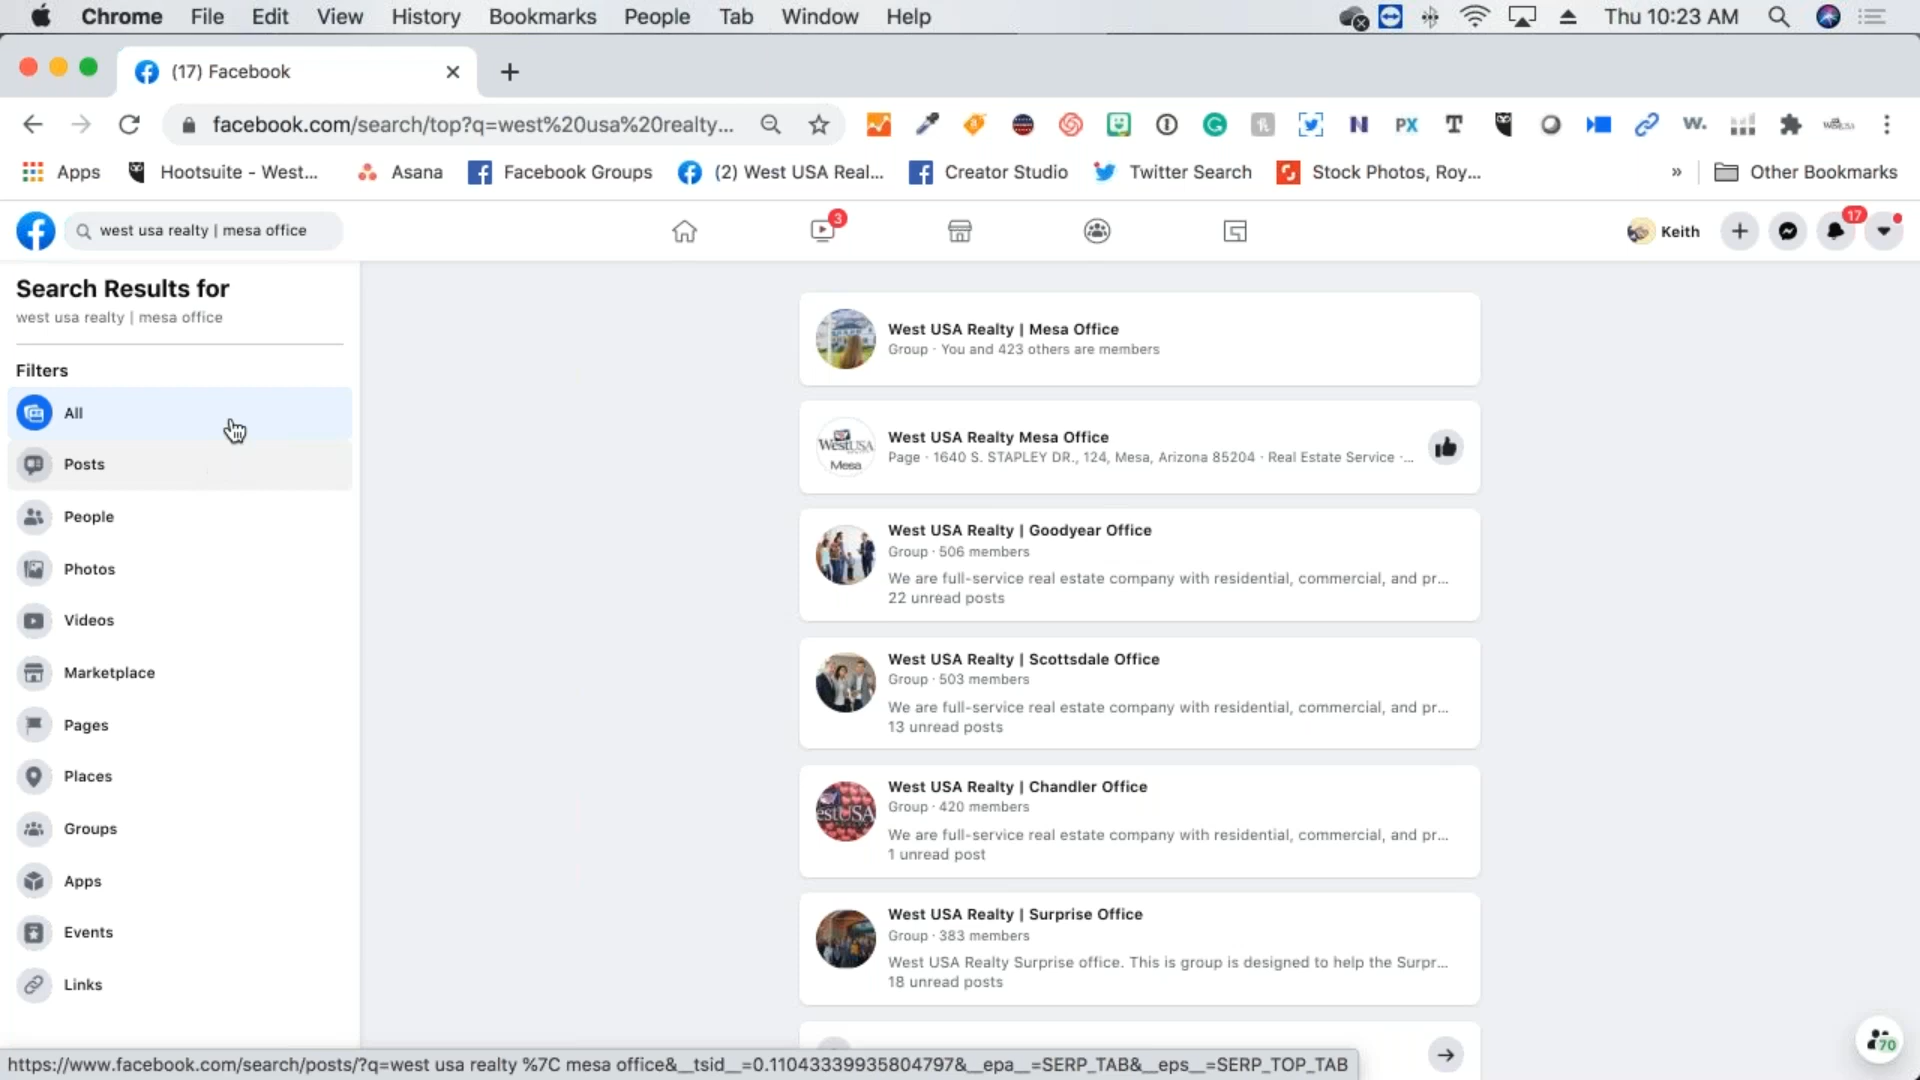 Chrome File Edit View History Bookmarks People Tab Window Help Thu 10:23 AM
(17) Facebook
facebook.com/search/top?q=west%20usa%20realty...
PX T W.
Apps Hootsuite - West... Asana Facebook Groups (2) West USA Real... Creator Studio Twitter Search Stock Photos, Roy... » Other Bookmarks
west usa realty | mesa office 3 Keith 17
Search Results for
west usa realty | mesa office
Filters
All
Posts
People
Photos
Videos
Marketplace
Pages
Places
Groups
Apps
Events
Links
West USA Realty | Mesa Office
Group · You and 423 others are members
WestUSA
Mesa
West USA Realty Mesa Office
Page · 1640 S. STAPLEY DR., 124, Mesa, Arizona 85204 · Real Estate Service ·...
West USA Realty | Goodyear Office
Group · 506 members
We are full-service real estate company with residential, commercial, and pr...
22 unread posts
West USA Realty | Scottsdale Office
Group · 503 members
We are full-service real estate company with residential, commercial, and pr...
13 unread posts
West USA Realty | Chandler Office
Group · 420 members
We are full-service real estate company with residential, commercial, and pr...
1 unread post
West USA Realty | Surprise Office
Group · 383 members
West USA Realty Surprise office. This is group is designed to help the Surpr...
18 unread posts
70
https://www.facebook.com/search/posts/?q=west usa realty %7C mesa office&__tsid__=0.11043339935804797&__epa__=SERP_TAB&__eps__=SERP_TOP_TAB